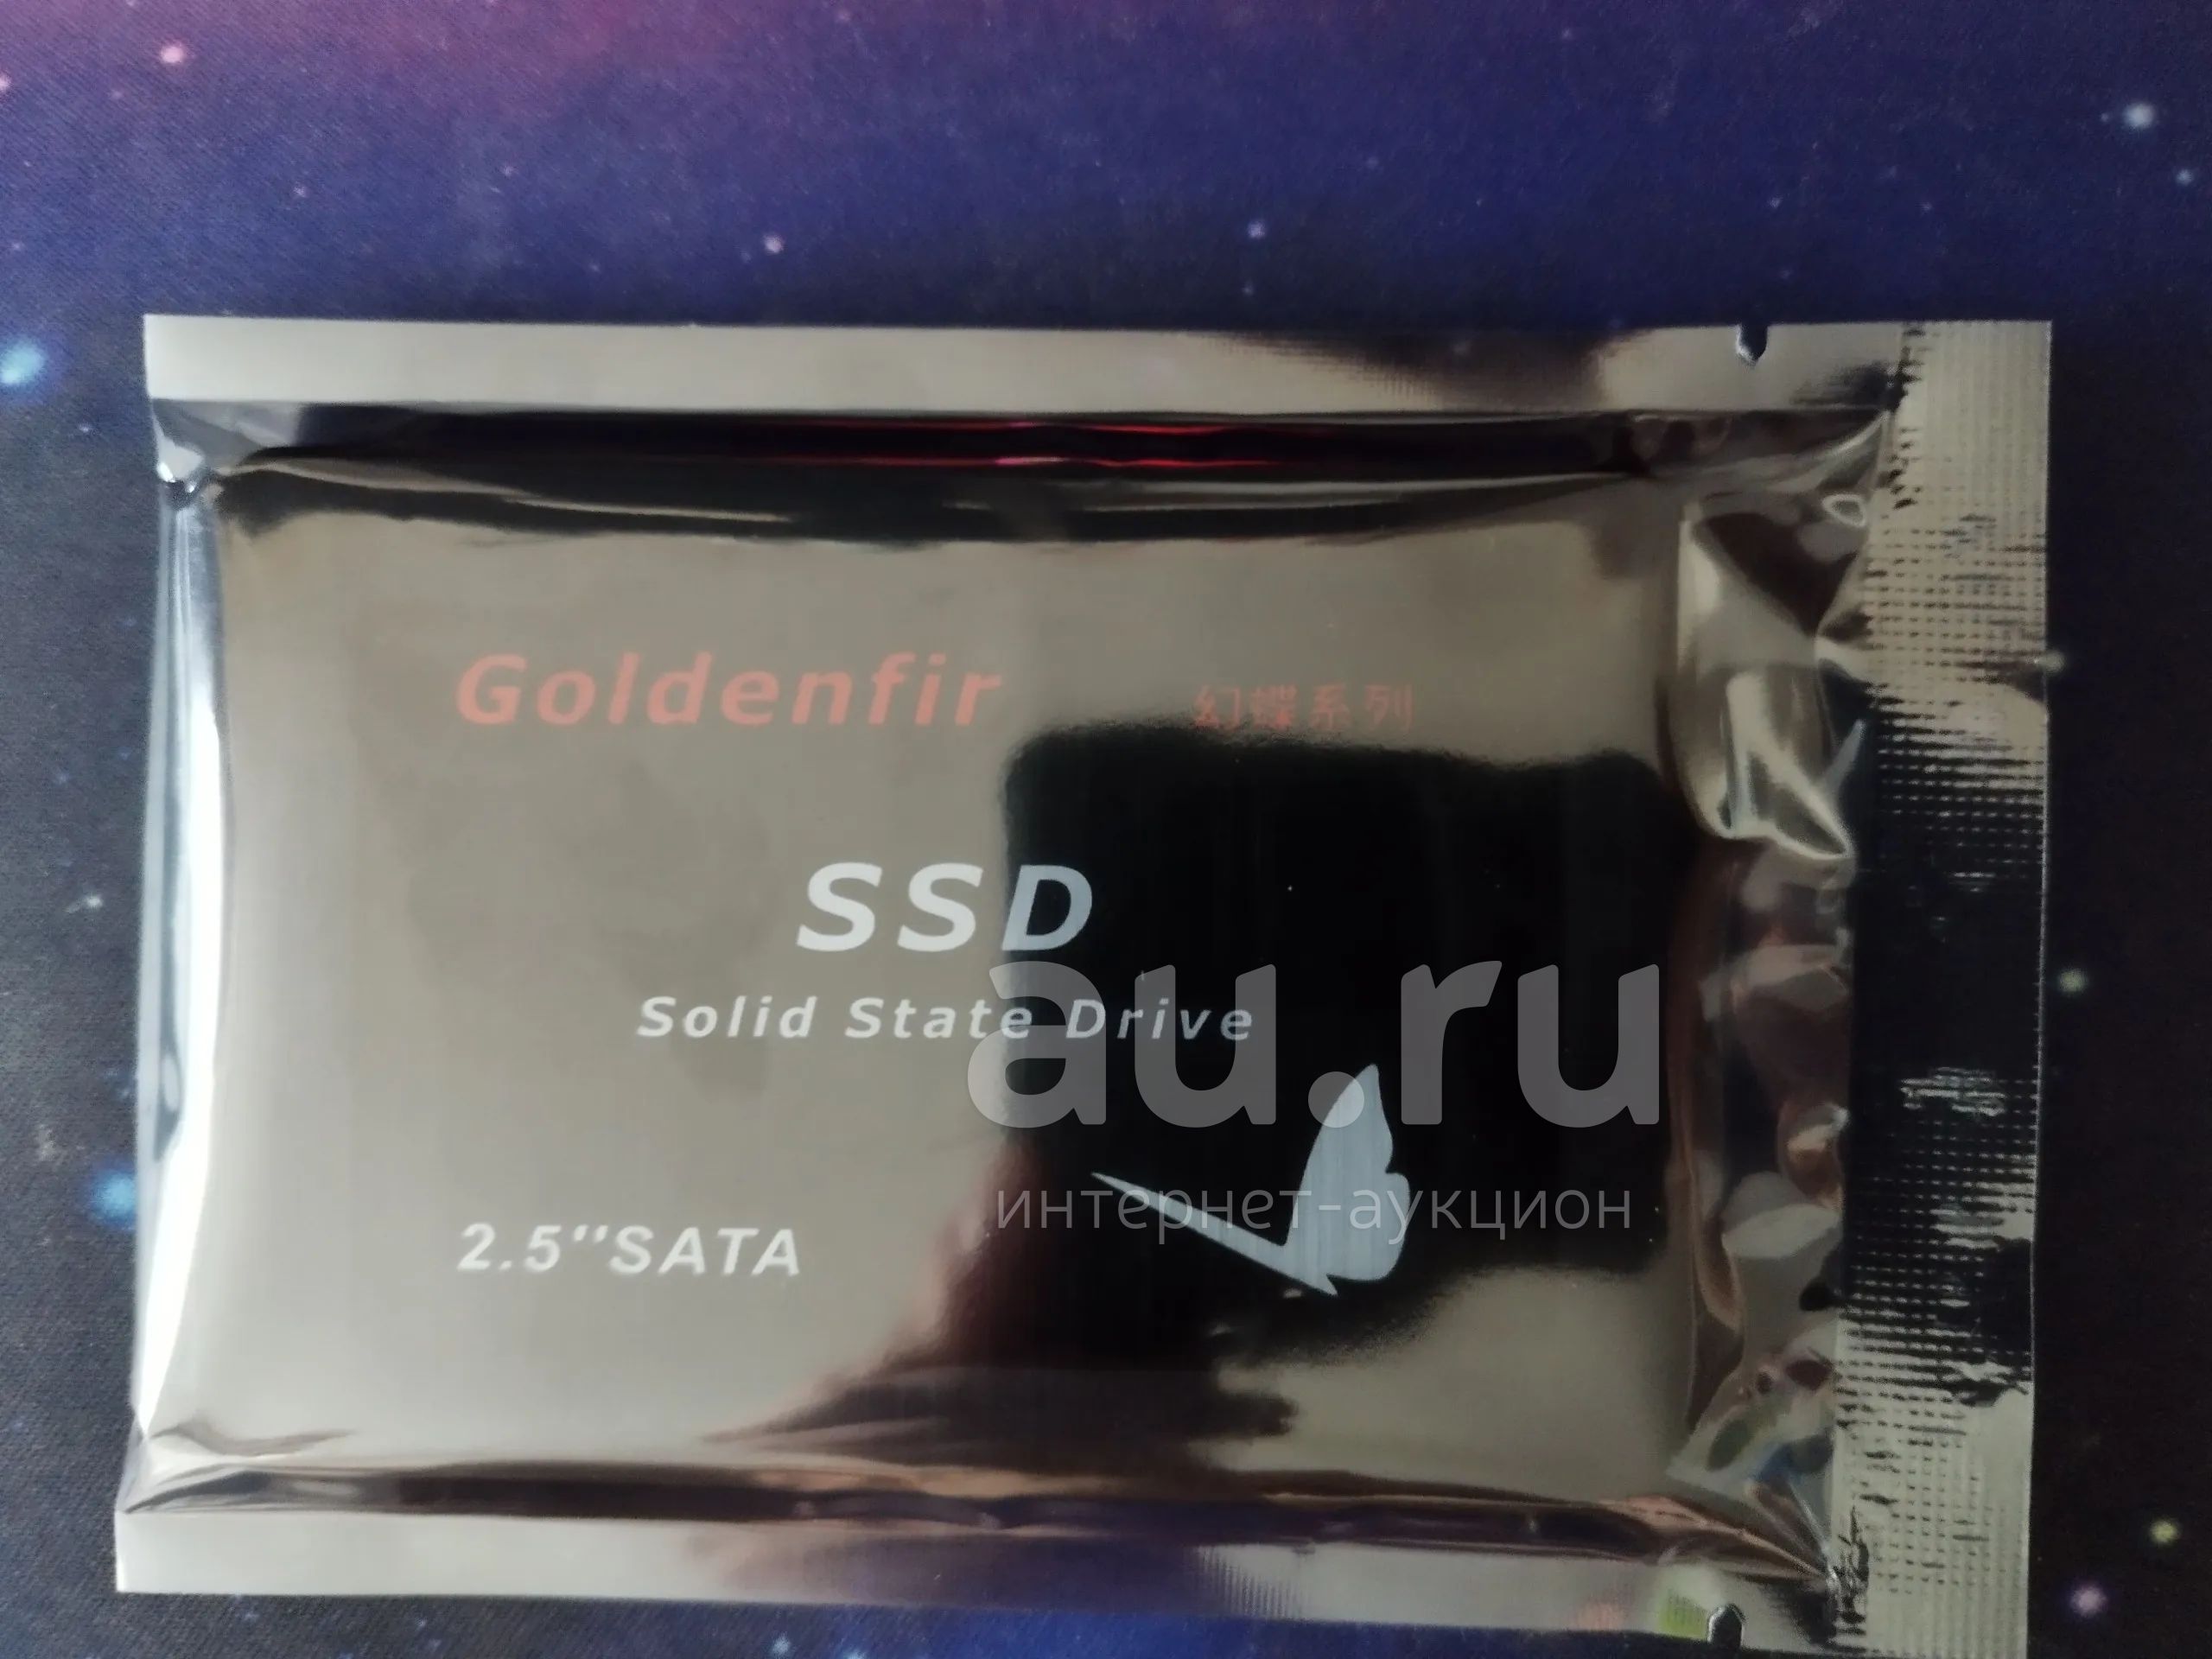 Goldenfir 幻蝶系列
SSD
Solid State Drive
au.ru
интернет-аукцион
2.5"SATA